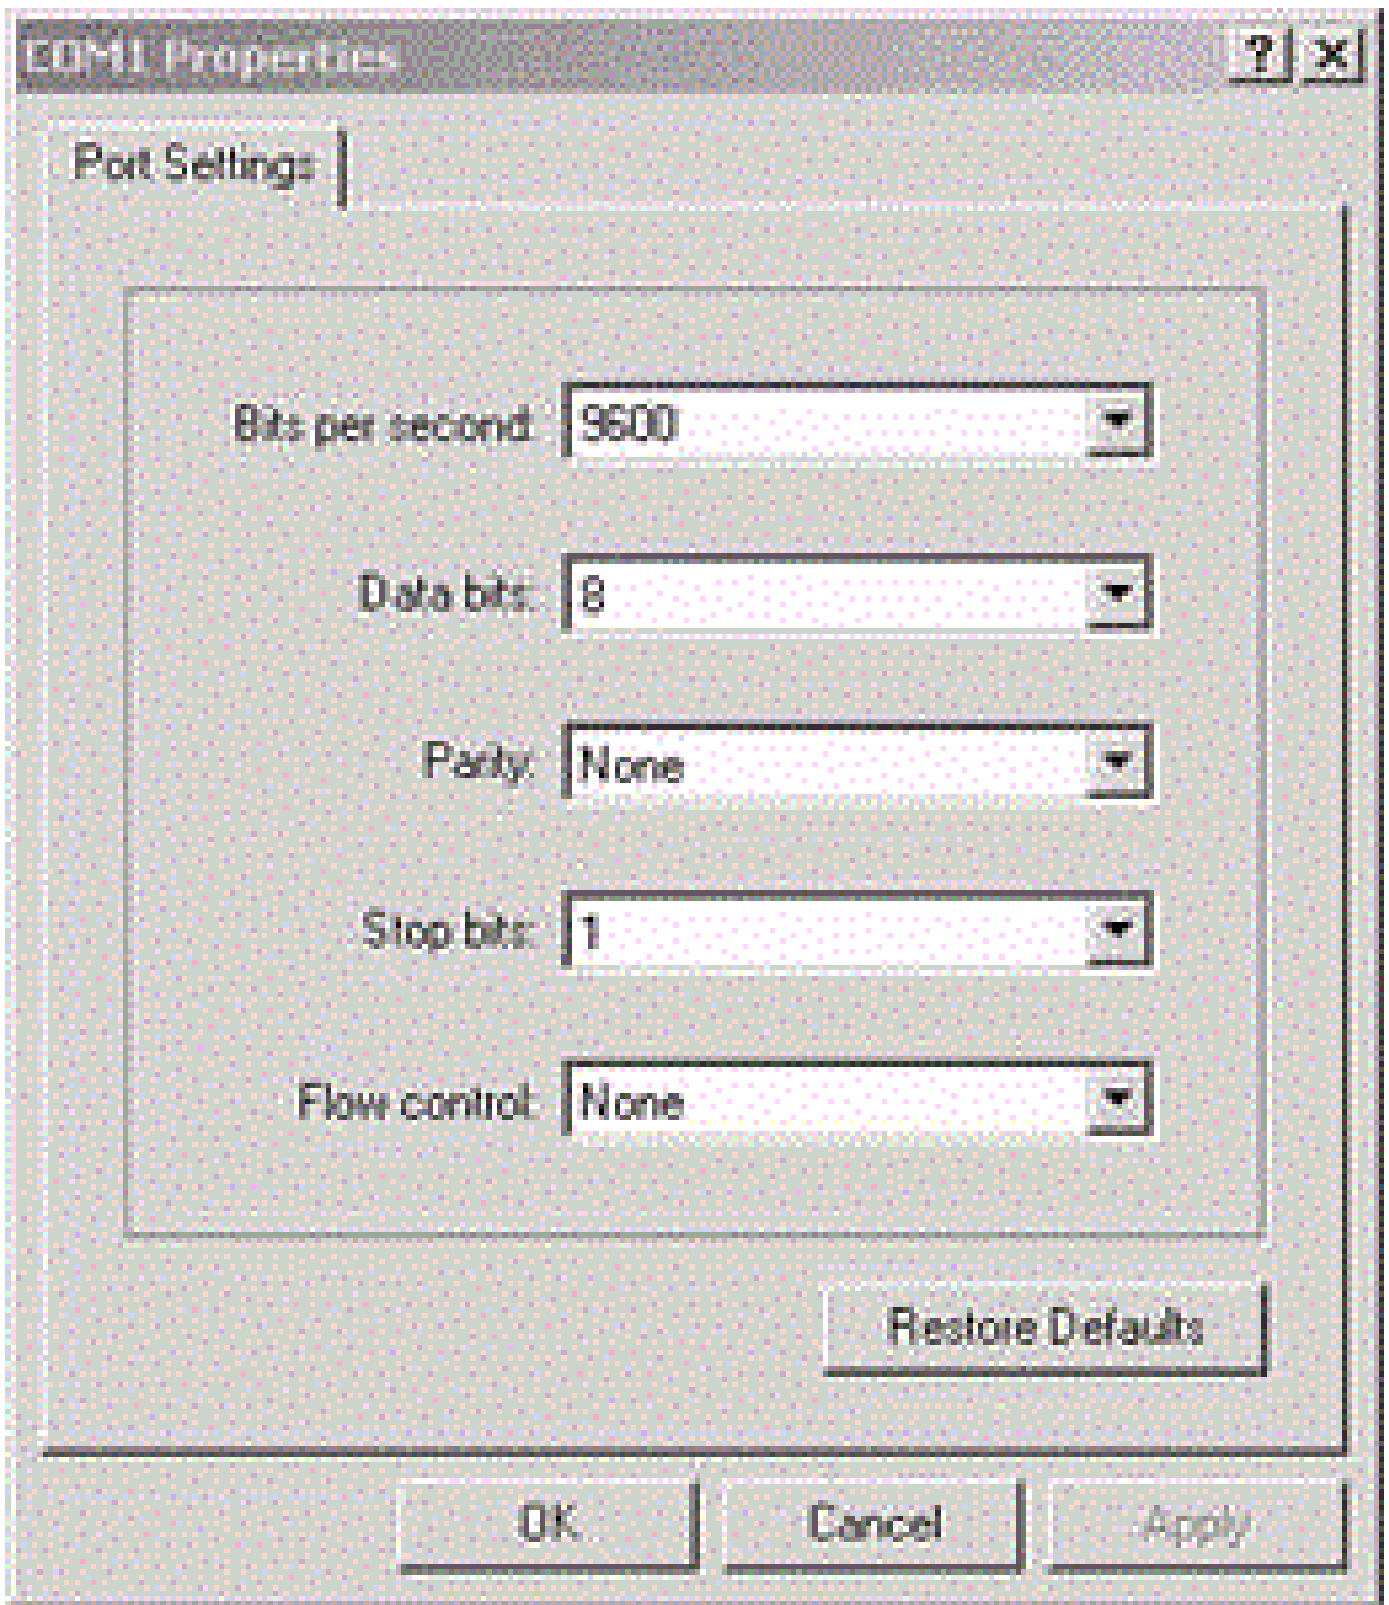 COM1 Properties
Port Settings
Bits per second: 9600
Data bits: 8
Parity: None
Stop bits: 1
Flow control: None
Restore Defaults
OK Cancel Apply